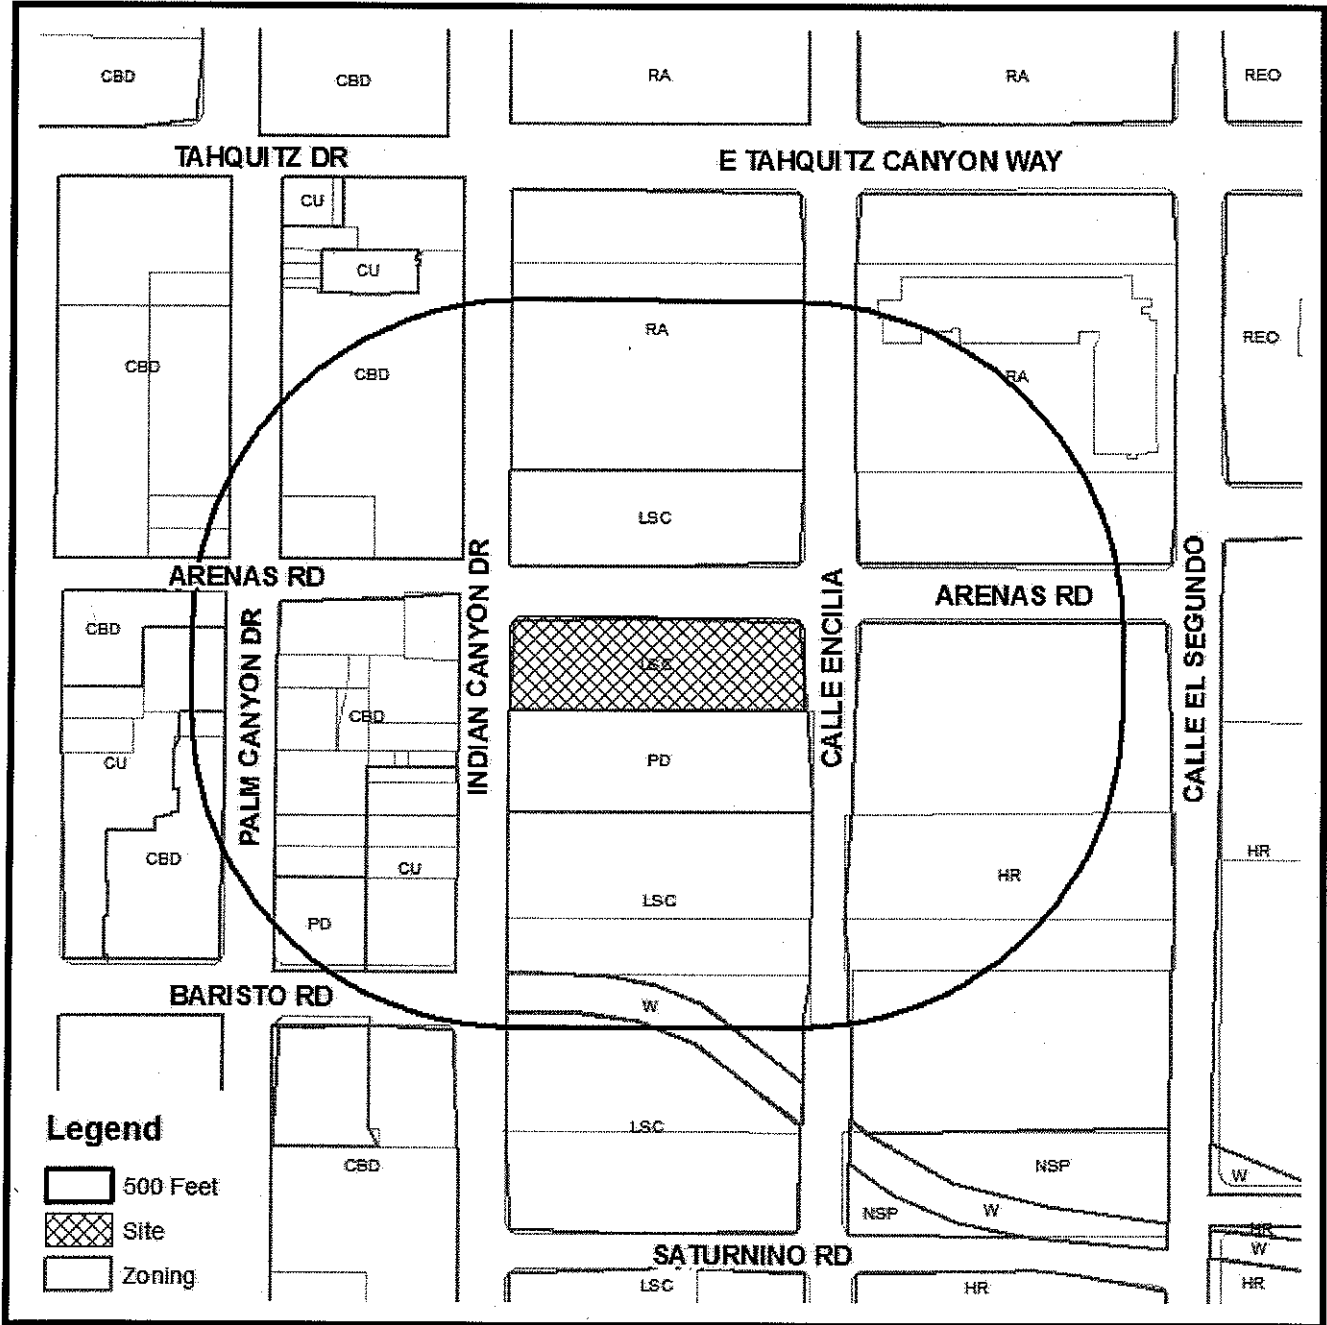 CBD
CBD
RA
RA
REO
TAHQUITZ DR
E TAHQUITZ CANYON WAY
CU
CU
RA
CBD
CBD
RA
REO
LSC
ARENAS RD
ARENAS RD
PALM CANYON DR
INDIAN CANYON DR
CALLE ENCILIA
CALLE EL SEGUNDO
CBD
LSC
CBD
CU
PD
CBD
CU
HR
HR
LSC
PD
BARISTO RD
W
Legend
500 Feet
Site
Zoning
LSC
CBD
NSP
W
NSP
W
HR
W
HR
SATURNINO RD
LSC
HR